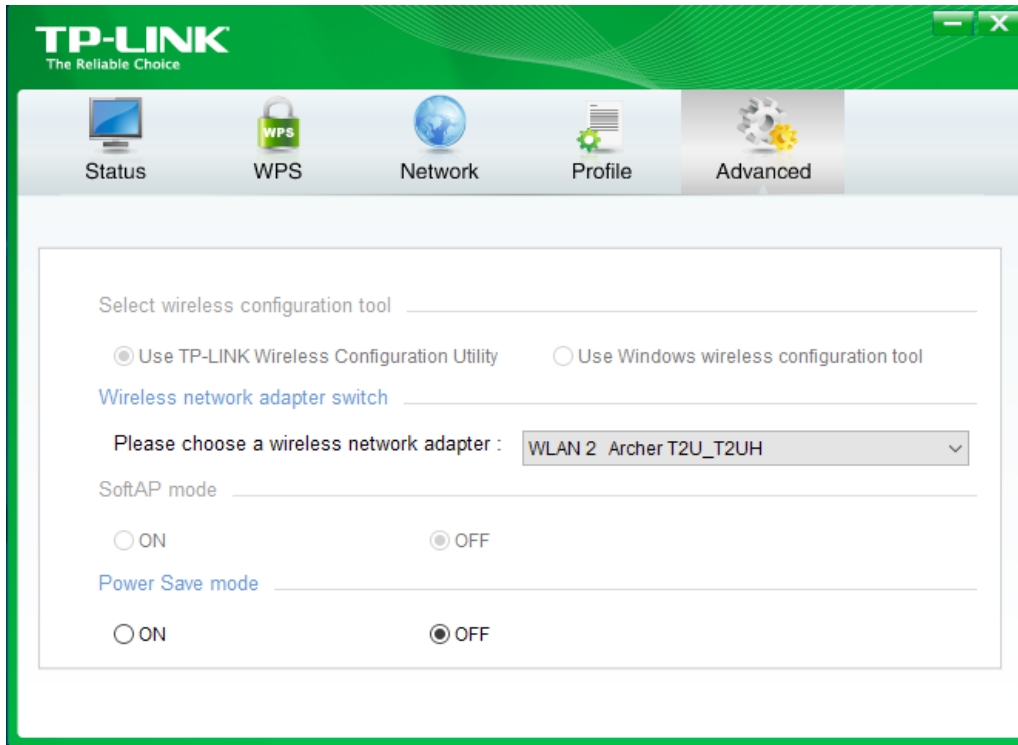 TP-LINK
The Reliable Choice
Status
WPS
WPS
Network
Profile
Advanced
Select wireless configuration tool
Use TP-LINK Wireless Configuration Utility
Use Windows wireless configuration tool
Wireless network adapter switch
Please choose a wireless network adapter :
WLAN 2 Archer T2U_T2UH
SoftAP mode
ON
OFF
Power Save mode
ON
OFF